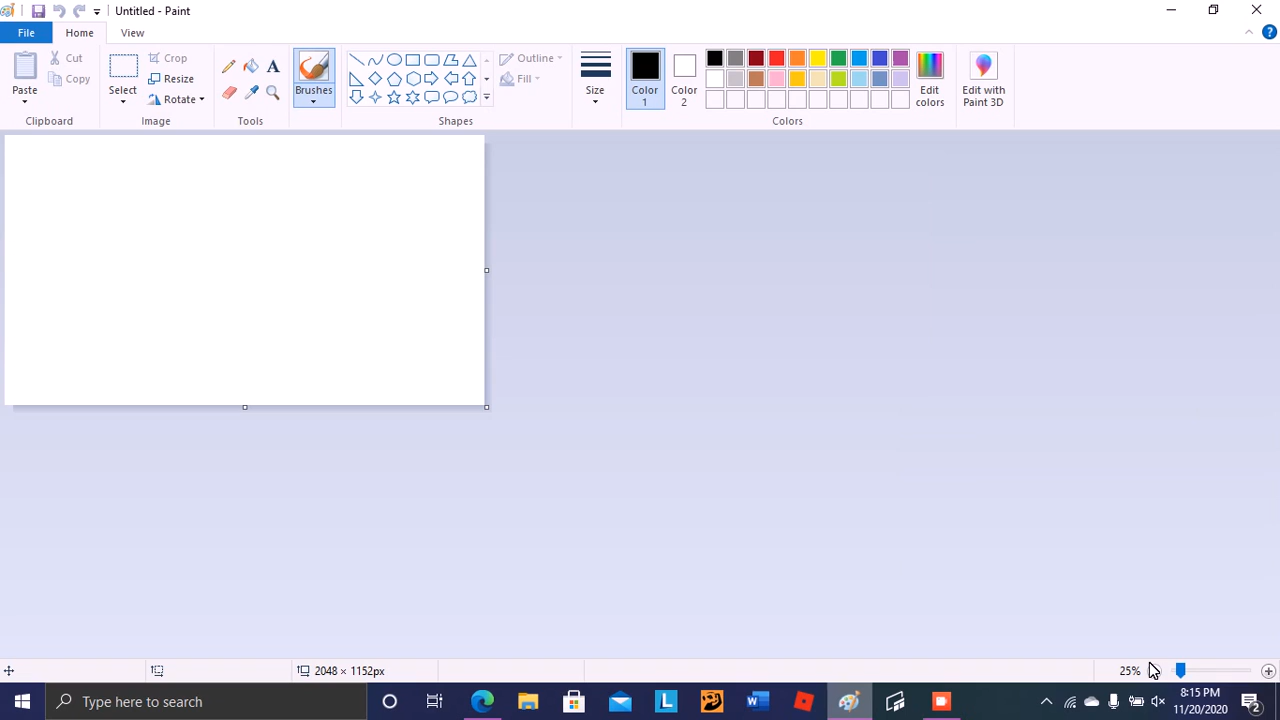 Untitled - Paint
File Home View
Paste
Clipboard
Select
Crop
Resize
Rotate
Image
Cut
Copy
A
Tools
Brushes
Shapes
Outline
Fill
Size
Color
1
Color
2
Edit
colors
Colors
Edit with
Paint 3D
2048 × 1152px
25%
Type here to search
L
W
8:15 PM
11/20/2020
2